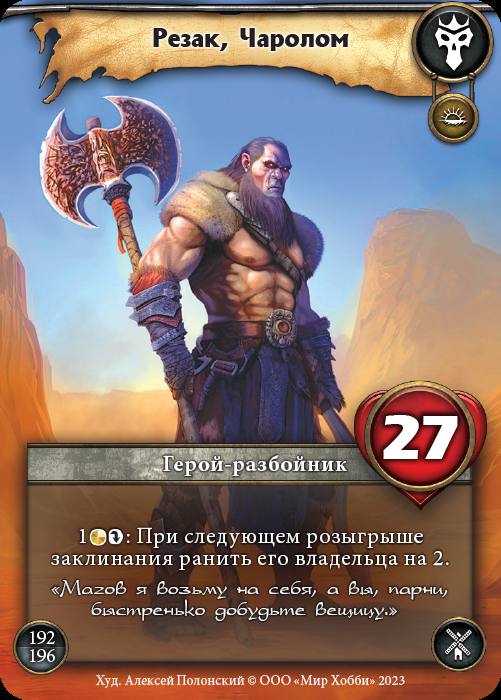 Резак, Чаролом
27
Герой-разбойник
1: При следующем розыгрыше
заклинания ранить его владельца на 2.
«Магов я возьму на себя, а вы, парни,
быстренько добудьте вещицу.»
192
196
Худ. Алексей Полонский © ООО «Мир Хобби» 2023